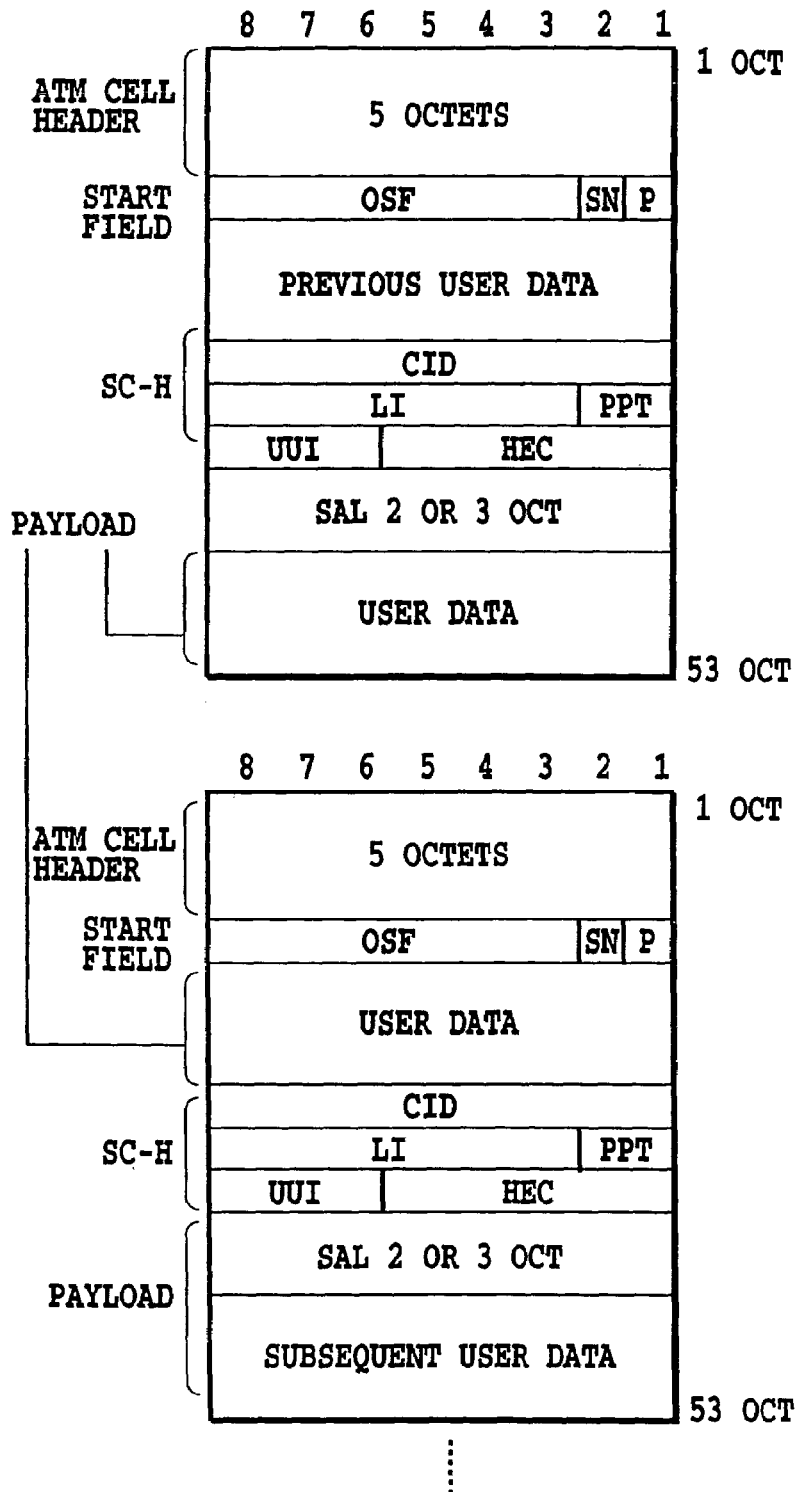 8 7 6 5 4 3 2 1
1 OCT
ATM CELL
HEADER
5 OCTETS
START
FIELD
OSF SN P
PREVIOUS USER DATA
SC-H
CID
LI PPT
UUI HEC
SAL 2 OR 3 OCT
PAYLOAD
USER DATA
53 OCT
8 7 6 5 4 3 2 1
1 OCT
ATM CELL
HEADER
5 OCTETS
START
FIELD
OSF SN P
USER DATA
SC-H
CID
LI PPT
UUI HEC
SAL 2 OR 3 OCT
PAYLOAD
SUBSEQUENT USER DATA
53 OCT